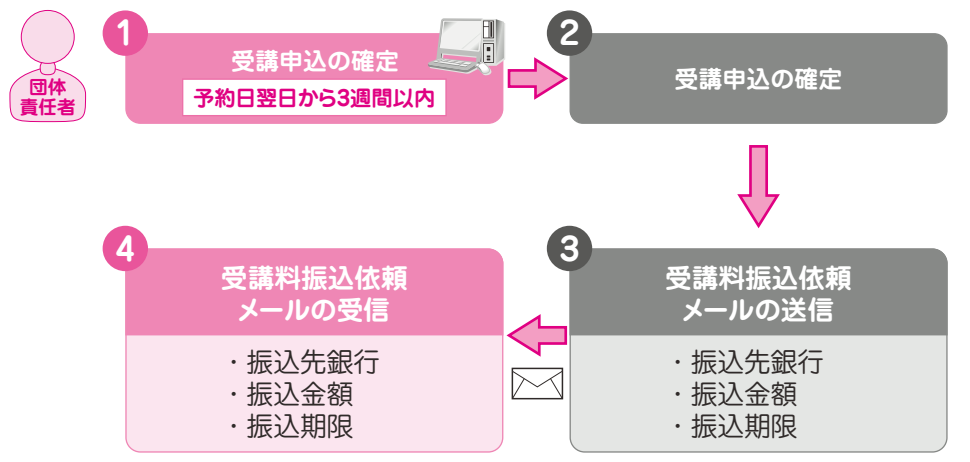 団体
責任者
1
受講申込の確定
予約日翌日から3週間以内
2
受講申込の確定
3
受講料振込依頼
メールの送信
・振込先銀行
・振込金額
・振込期限
4
受講料振込依頼
メールの受信
・振込先銀行
・振込金額
・振込期限